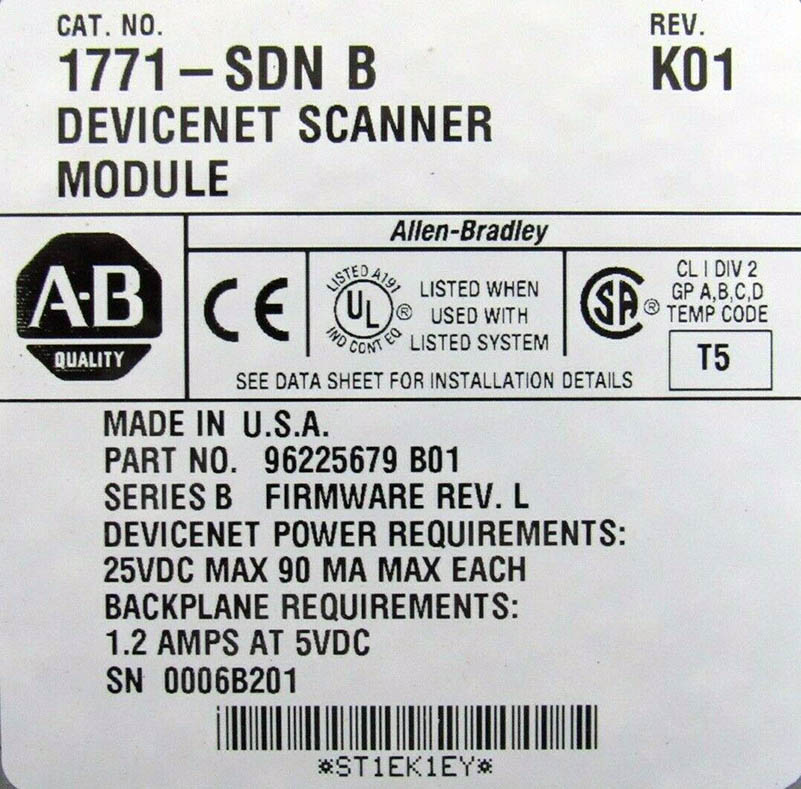 CAT. NO.
REV.
1771-SDN B
K01
DEVICENET SCANNER
MODULE
Allen-Bradley
A-B
QUALITY
CE
LISTED A191
UL ®
IND CONT EQ
LISTED WHEN
USED WITH
LISTED SYSTEM
SA ®
CL I DIV 2
GP A,B,C,D
TEMP CODE
T5
SEE DATA SHEET FOR INSTALLATION DETAILS
MADE IN U.S.A.
PART NO. 96225679 B01
SERIES B FIRMWARE REV. L
DEVICENET POWER REQUIREMENTS:
25VDC MAX 90 MA MAX EACH
BACKPLANE REQUIREMENTS:
1.2 AMPS AT 5VDC
SN 0006B201
*ST1EK1EY*